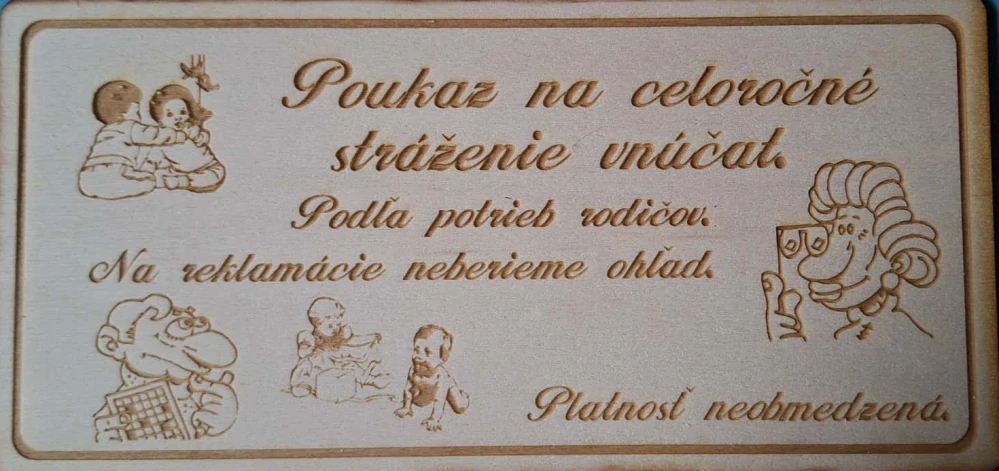 Poukaz na celoročné
stráženie vnúčat.
Podľa potrieb rodičov.
Na reklamácie neberieme ohľad.
Platnosť neobmedzená.